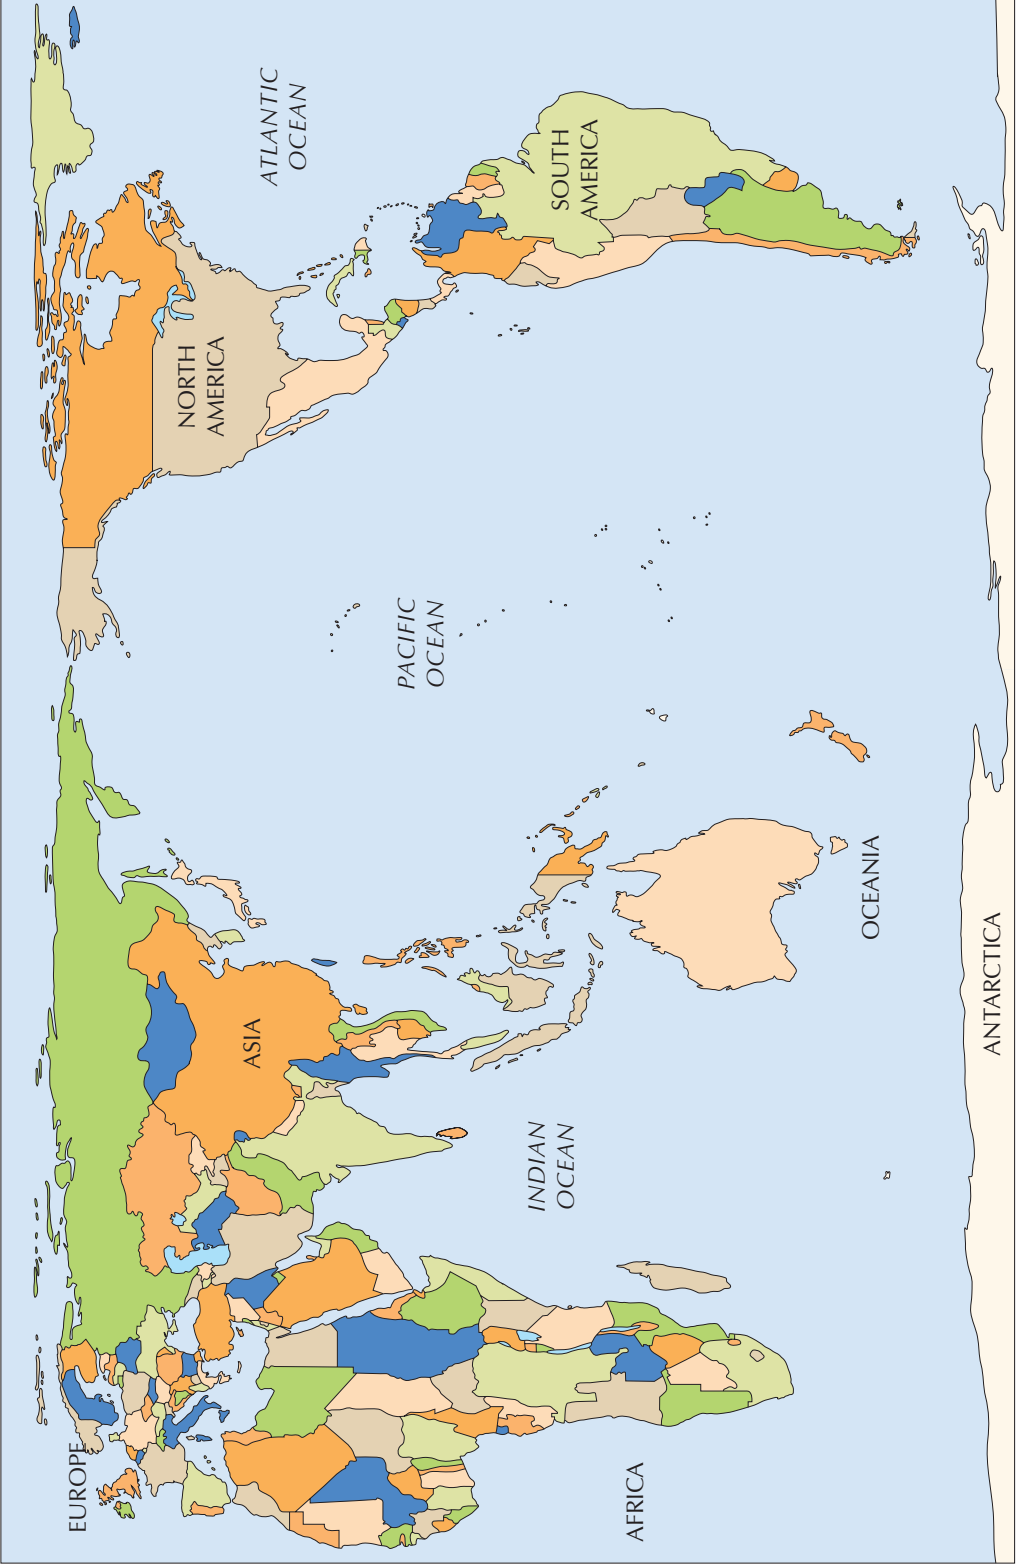 ATLANTIC
OCEAN
SOUTH
AMERICA
NORTH
AMERICA
PACIFIC
OCEAN
OCEANIA
ANTARCTICA
ASIA
INDIAN
OCEAN
EUROPE
AFRICA